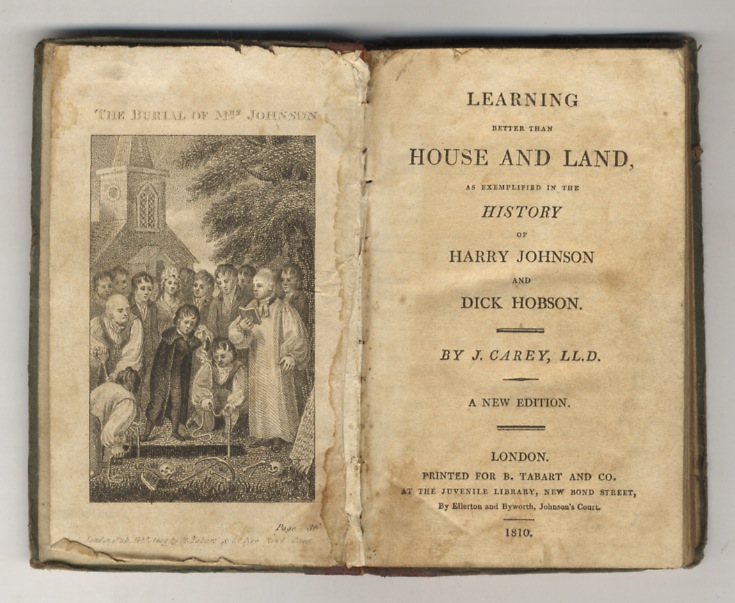 THE BURIAL OF Mrs JOHNSON
Page
LEARNING
BETTER THAN
HOUSE AND LAND,
AS EXEMPLIFIED IN THE
HISTORY
OF
HARRY JOHNSON
AND
DICK HOBSON.
BY J. CAREY, LL.D.
A NEW EDITION.
LONDON.
PRINTED FOR B. TABART AND CO.
AT THE JUVENILE LIBRARY, NEW BOND STREET,
By Ellerton and Byworth, Johnson's Court.
1810.